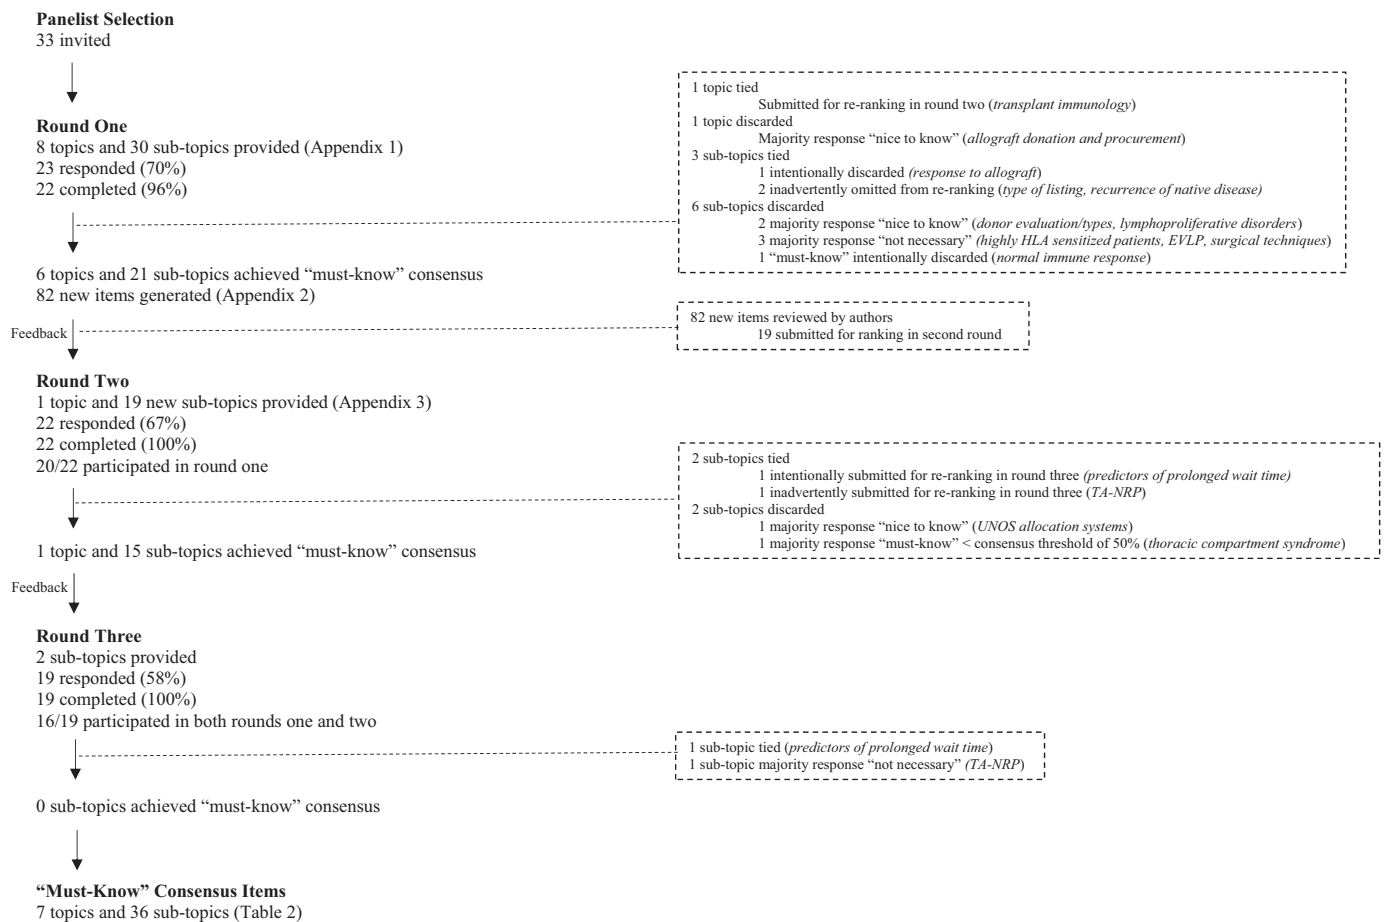 Panelist Selection
33 invited
Round One
8 topics and 30 sub-topics provided (Appendix 1)
23 responded (70%)
22 completed (96%)
1 topic tied
Submitted for re-ranking in round two (transplant immunology)
1 topic discarded
Majority response “nice to know” (allograft donation and procurement)
3 sub-topics tied
1 intentionally discarded (response to allograft)
2 inadvertently omitted from re-ranking (type of listing, recurrence of native disease)
6 sub-topics discarded
2 majority response “nice to know” (donor evaluation/types, lymphoproliferative disorders)
3 majority response “not necessary” (highly HLA sensitized patients, EVLP, surgical techniques)
1 “must-know” intentionally discarded (normal immune response)
6 topics and 21 sub-topics achieved “must-know” consensus
82 new items generated (Appendix 2)
Feedback
82 new items reviewed by authors
19 submitted for ranking in second round
Round Two
1 topic and 19 new sub-topics provided (Appendix 3)
22 responded (67%)
22 completed (100%)
20/22 participated in round one
2 sub-topics tied
1 intentionally submitted for re-ranking in round three (predictors of prolonged wait time)
1 inadvertently submitted for re-ranking in round three (TA-NRP)
2 sub-topics discarded
1 majority response “nice to know” (UNOS allocation systems)
1 majority response “must-know” < consensus threshold of 50% (thoracic compartment syndrome)
1 topic and 15 sub-topics achieved “must-know” consensus
Feedback
Round Three
2 sub-topics provided
19 responded (58%)
19 completed (100%)
16/19 participated in both rounds one and two
1 sub-topic tied (predictors of prolonged wait time)
1 sub-topic majority response “not necessary” (TA-NRP)
0 sub-topics achieved “must-know” consensus
“Must-Know” Consensus Items
7 topics and 36 sub-topics (Table 2)